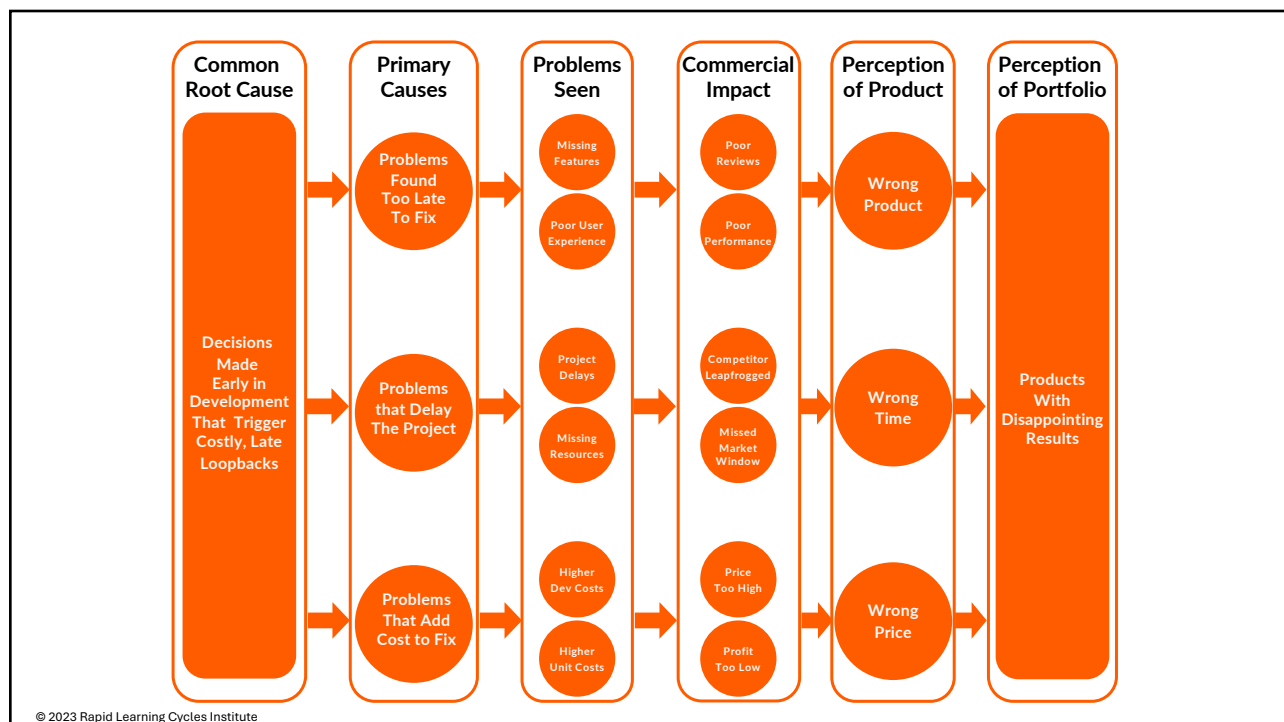 Common
Root Cause
Decisions
Made
Early in
Development
That Trigger
Costly, Late
Loopbacks
Primary
Causes
Problems
Found
Too Late
To Fix
Problems
that Delay
The Project
Problems
That Add
Cost to Fix
Problems
Seen
Missing
Features
Poor User
Experience
Project
Delays
Missing
Resources
Higher
Dev Costs
Higher
Unit Costs
Commercial
Impact
Poor
Reviews
Poor
Performance
Competitor
Leapfrogged
Missed
Market
Window
Price
Too High
Profit
Too Low
Perception
of Product
Wrong
Product
Wrong
Time
Wrong
Price
Perception
of Portfolio
Products
With
Disappointing
Results
© 2023 Rapid Learning Cycles Institute